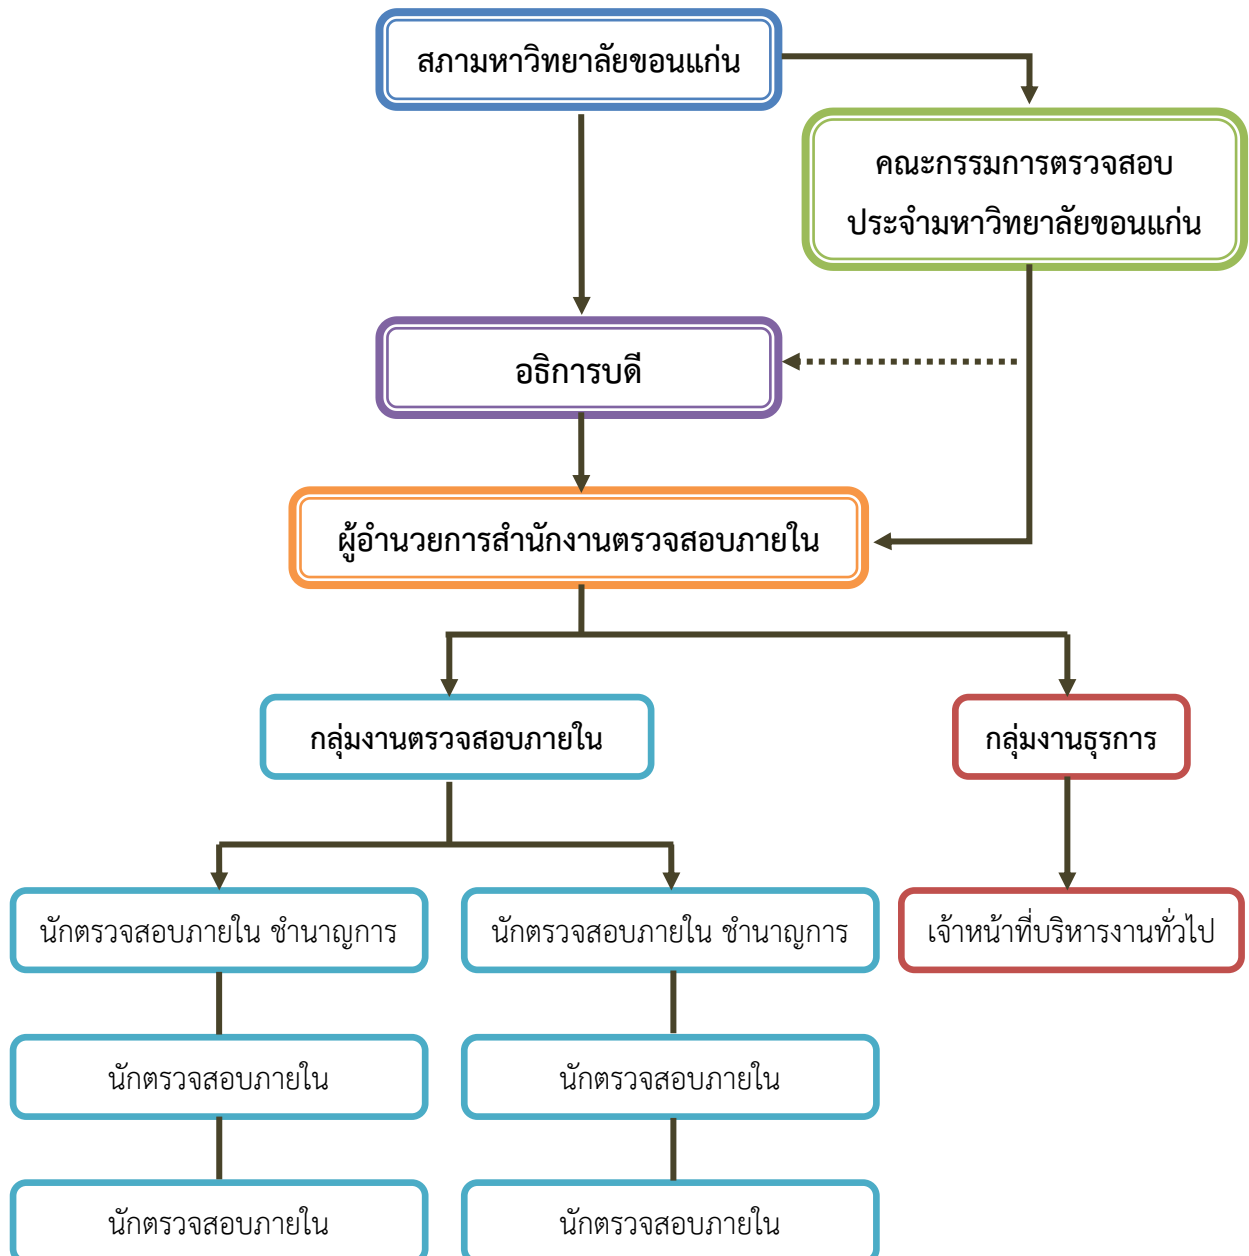 สภามหาวิทยาลัยขอนแก่น
คณะกรรมการตรวจสอบ
ประจำมหาวิทยาลัยขอนแก่น
อธิการบดี
ผู้อำนวยการสำนักงานตรวจสอบภายใน
กลุ่มงานตรวจสอบภายใน
กลุ่มงานธุรการ
นักตรวจสอบภายใน ชำนาญการ
นักตรวจสอบภายใน ชำนาญการ
เจ้าหน้าที่บริหารงานทั่วไป
นักตรวจสอบภายใน
นักตรวจสอบภายใน
นักตรวจสอบภายใน
นักตรวจสอบภายใน